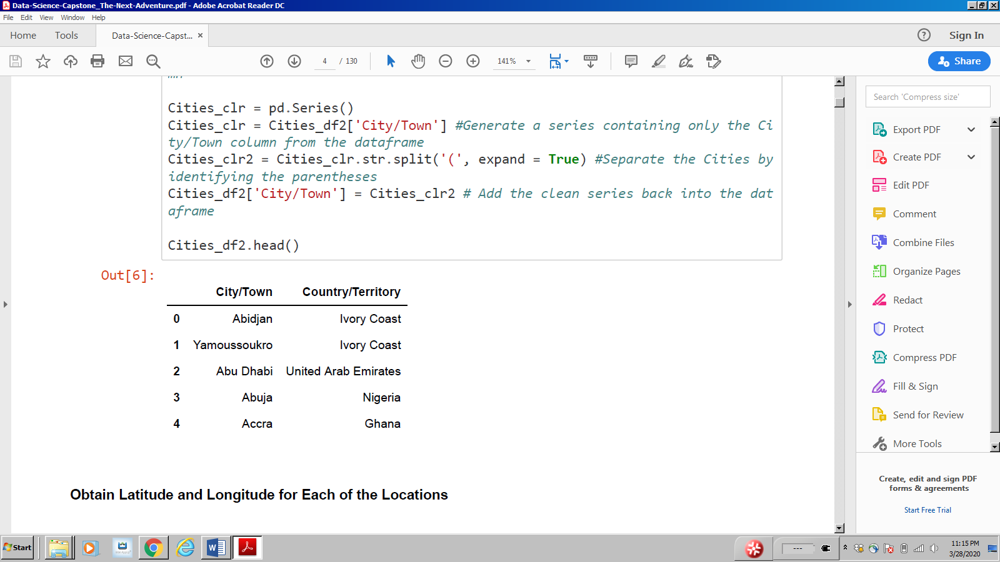 Data-Science-Capstone_The-Next-Adventure.pdf - Adobe Acrobat Reader DC
File Edit View Window Help
Home Tools Data-Science-Capst... ×
Sign In
4 / 130
141%
Share
Cities_clr = pd.Series()
Cities_clr = Cities_df2['City/Town'] #Generate a series containing only the Ci
ty/Town column from the dataframe
Cities_clr2 = Cities_clr.str.split('(', expand = True) #Separate the Cities by
identifying the parentheses
Cities_df2['City/Town'] = Cities_clr2 # Add the clean series back into the dat
aframe
Cities_df2.head()
Out[6]:
City/Town Country/Territory
0 Abidjan Ivory Coast
1 Yamoussoukro Ivory Coast
2 Abu Dhabi United Arab Emirates
3 Abuja Nigeria
4 Accra Ghana
Obtain Latitude and Longitude for Each of the Locations
Search 'Compress size'
Export PDF
Create PDF
Edit PDF
Comment
Combine Files
Organize Pages
Redact
Protect
Compress PDF
Fill & Sign
Send for Review
More Tools
Create, edit and sign PDF
forms & agreements
Start Free Trial
Start
---
11:15 PM
3/28/2020